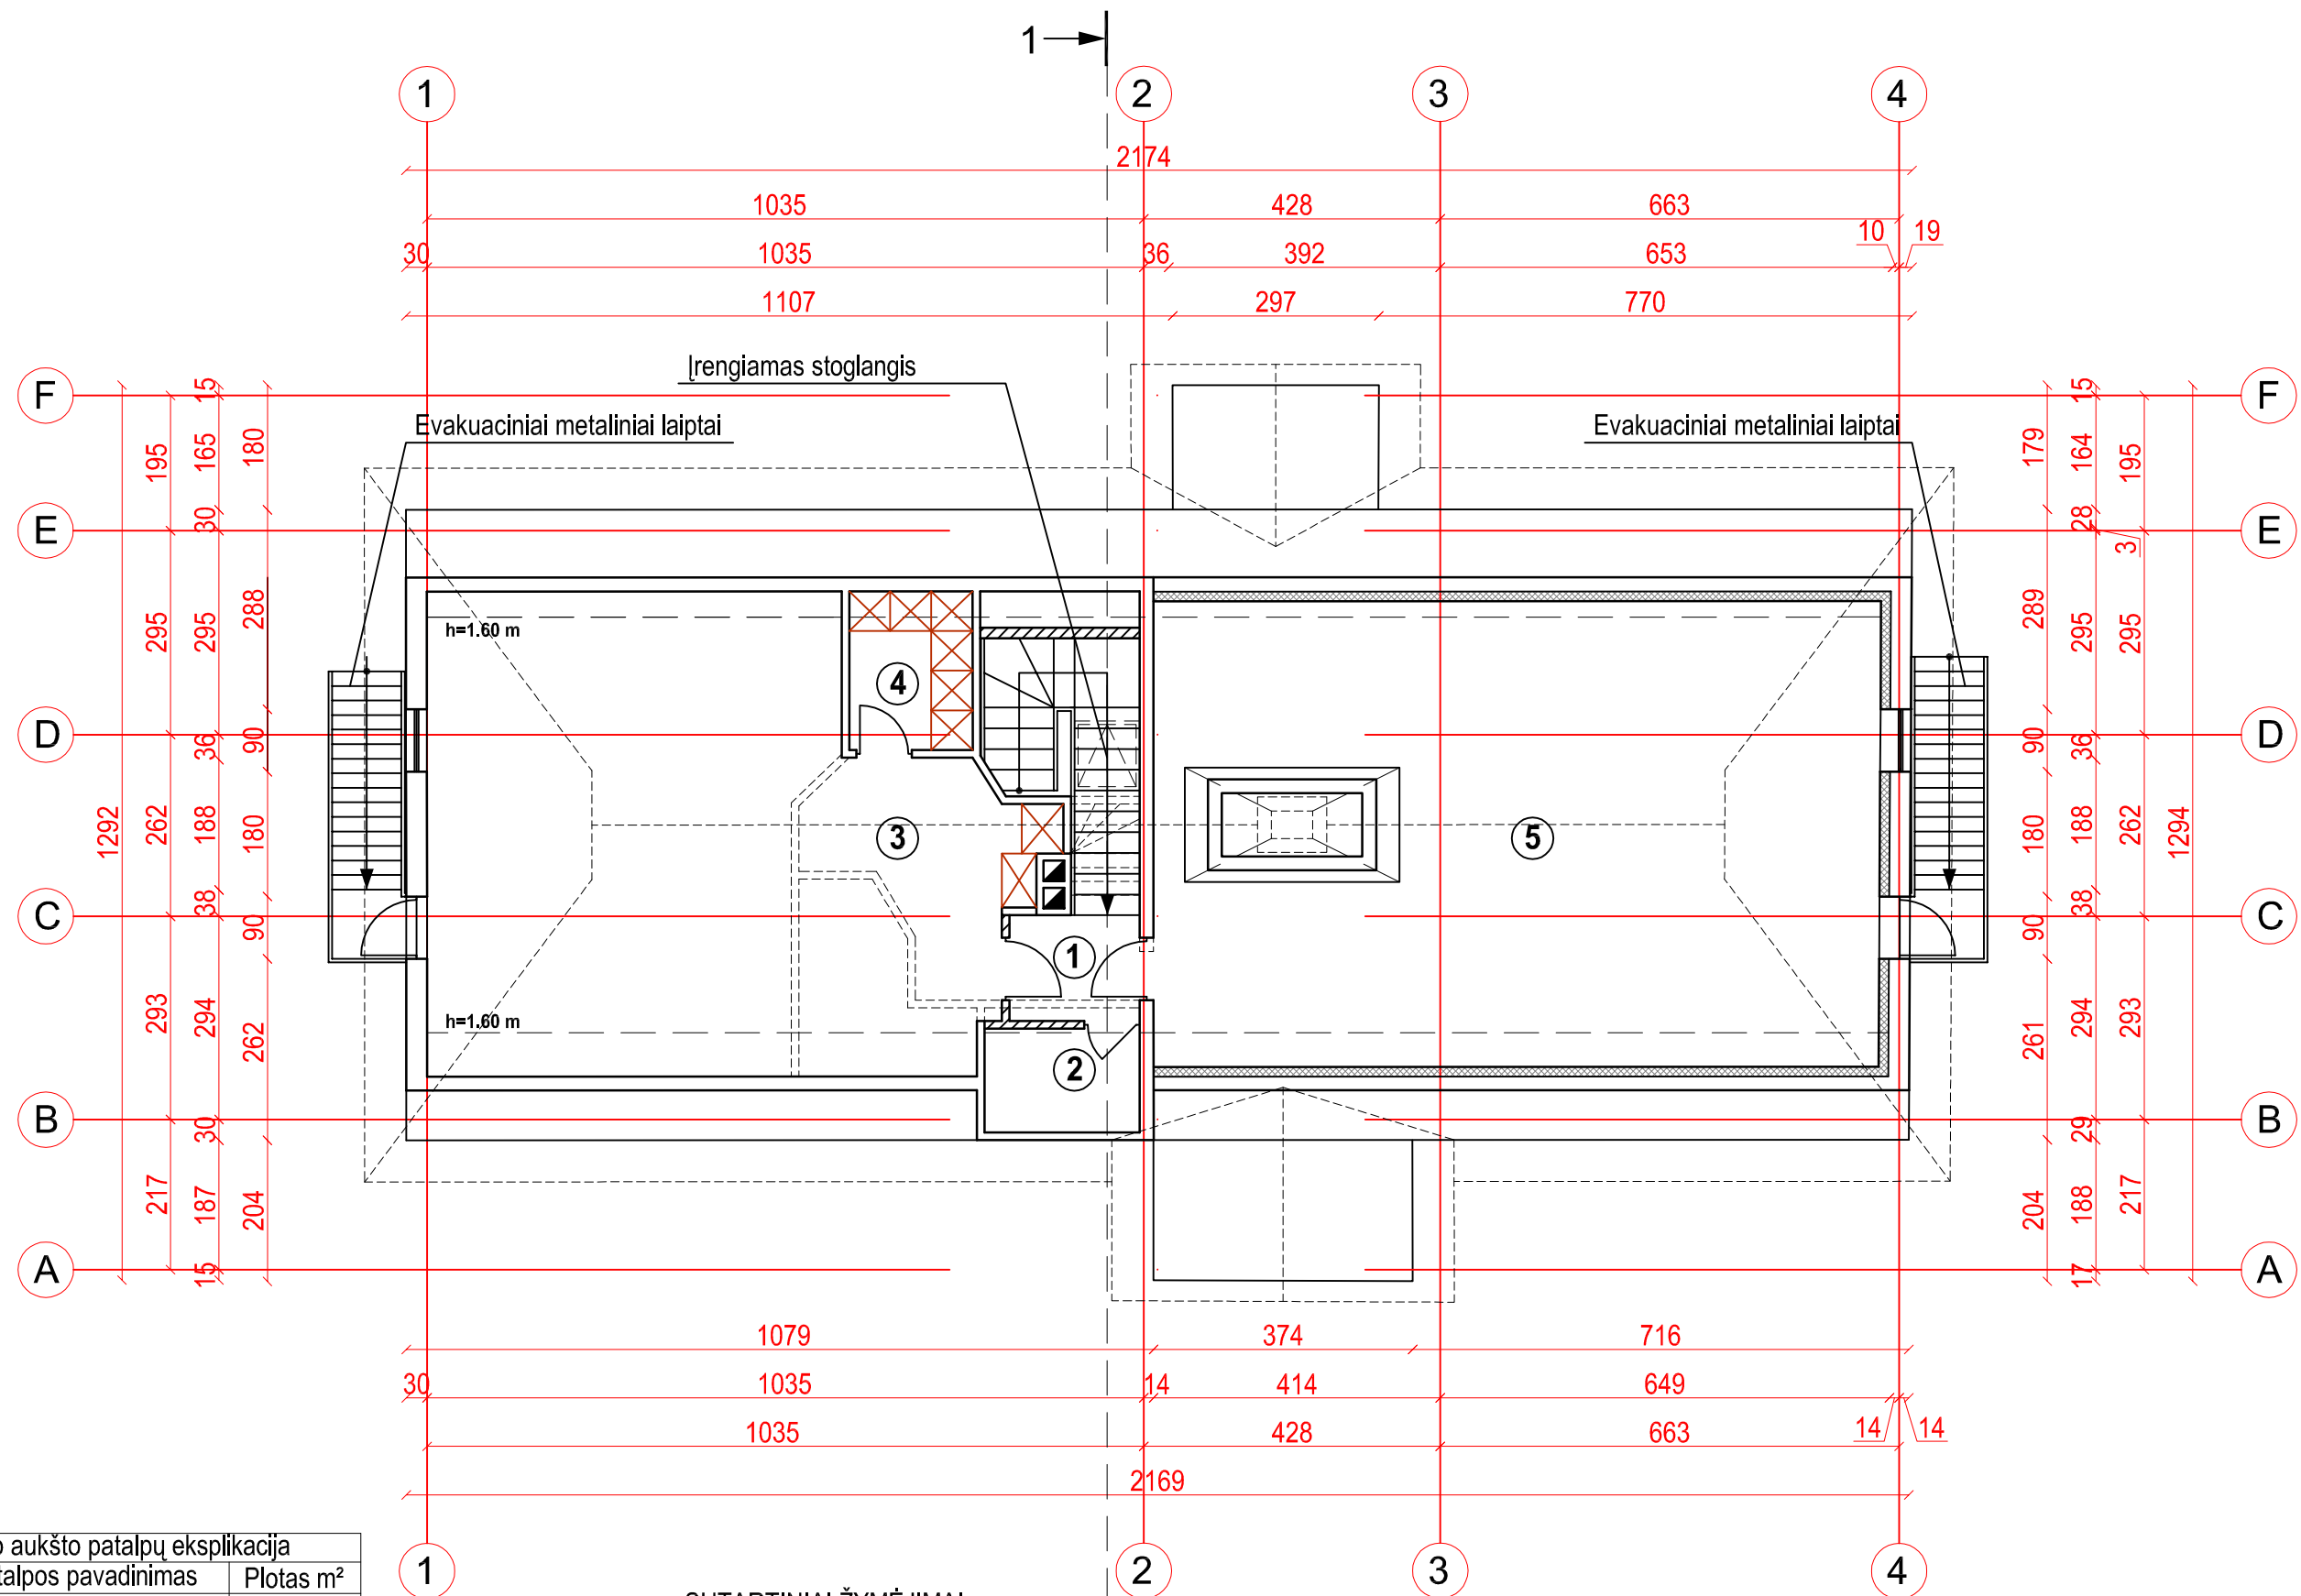 1
1 2 3 4
2174
1035 428 663
10 19
30 1035 36 392 653
1107 297 770
Įrengiamas stoglangis
Evakuaciniai metaliniai laiptai
Evakuaciniai metaliniai laiptai
F F
E E
D D
C C
B B
A A
1292
195 295 262 293 217
15 165 30 295 36 188 38 294 30 187 15
180 288 90 180 90 262 204
h=1.60 m
h=1.60 m
4
3
5
1
2
179 289 90 180 90 261 204
15 164 28 295 36 188 38 294 29 188 17
3
195 295 262 293 217
1294
1079 374 716
30 1035 14 414 649
14 14
1035 428 663
2169
1 2 3 4
aukšto patalpų eksplikacija
talpos pavadinimas Plotas m²
SUTARTINIAI ŽYMĖJIMAI